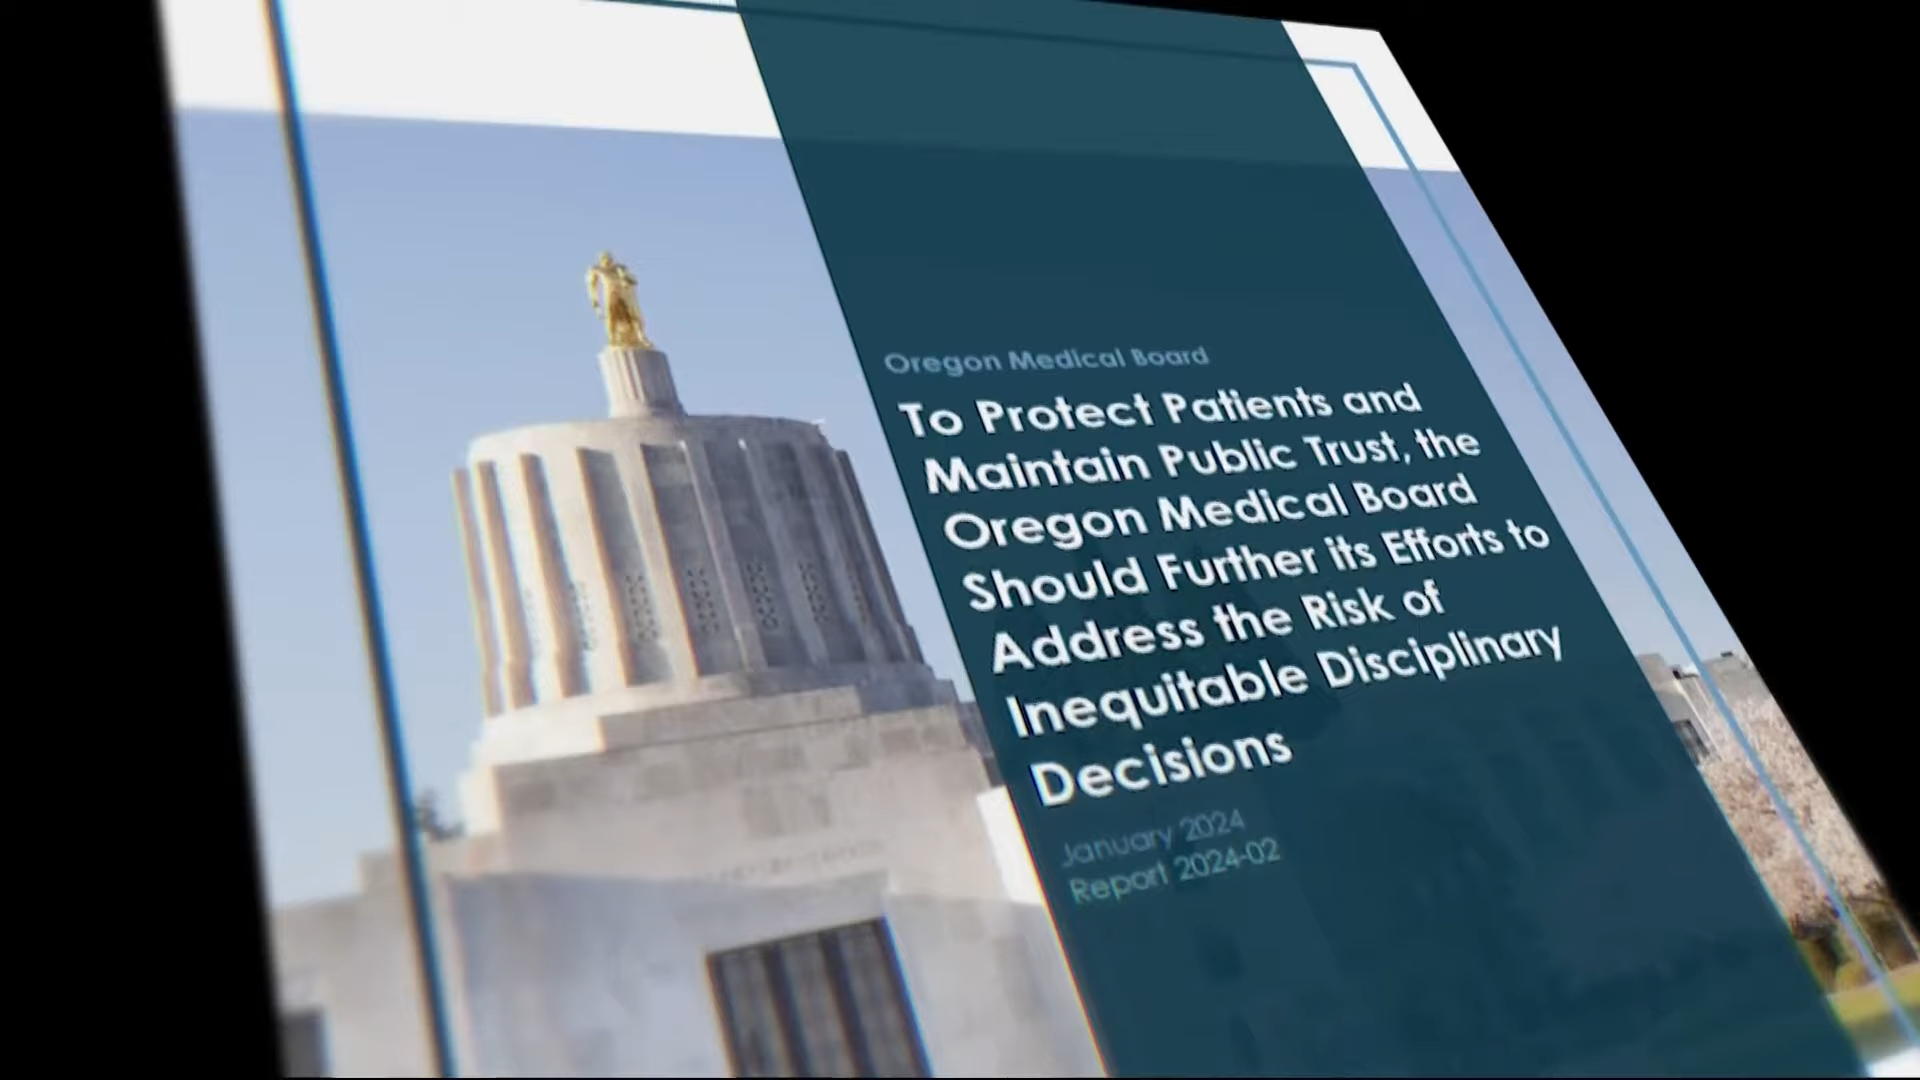 Oregon Medical Board
To Protect Patients and
Maintain Public Trust, the
Oregon Medical Board
Should Further its Efforts to
Address the Risk of
Inequitable Disciplinary
Decisions
January 2024
Report 2024-02